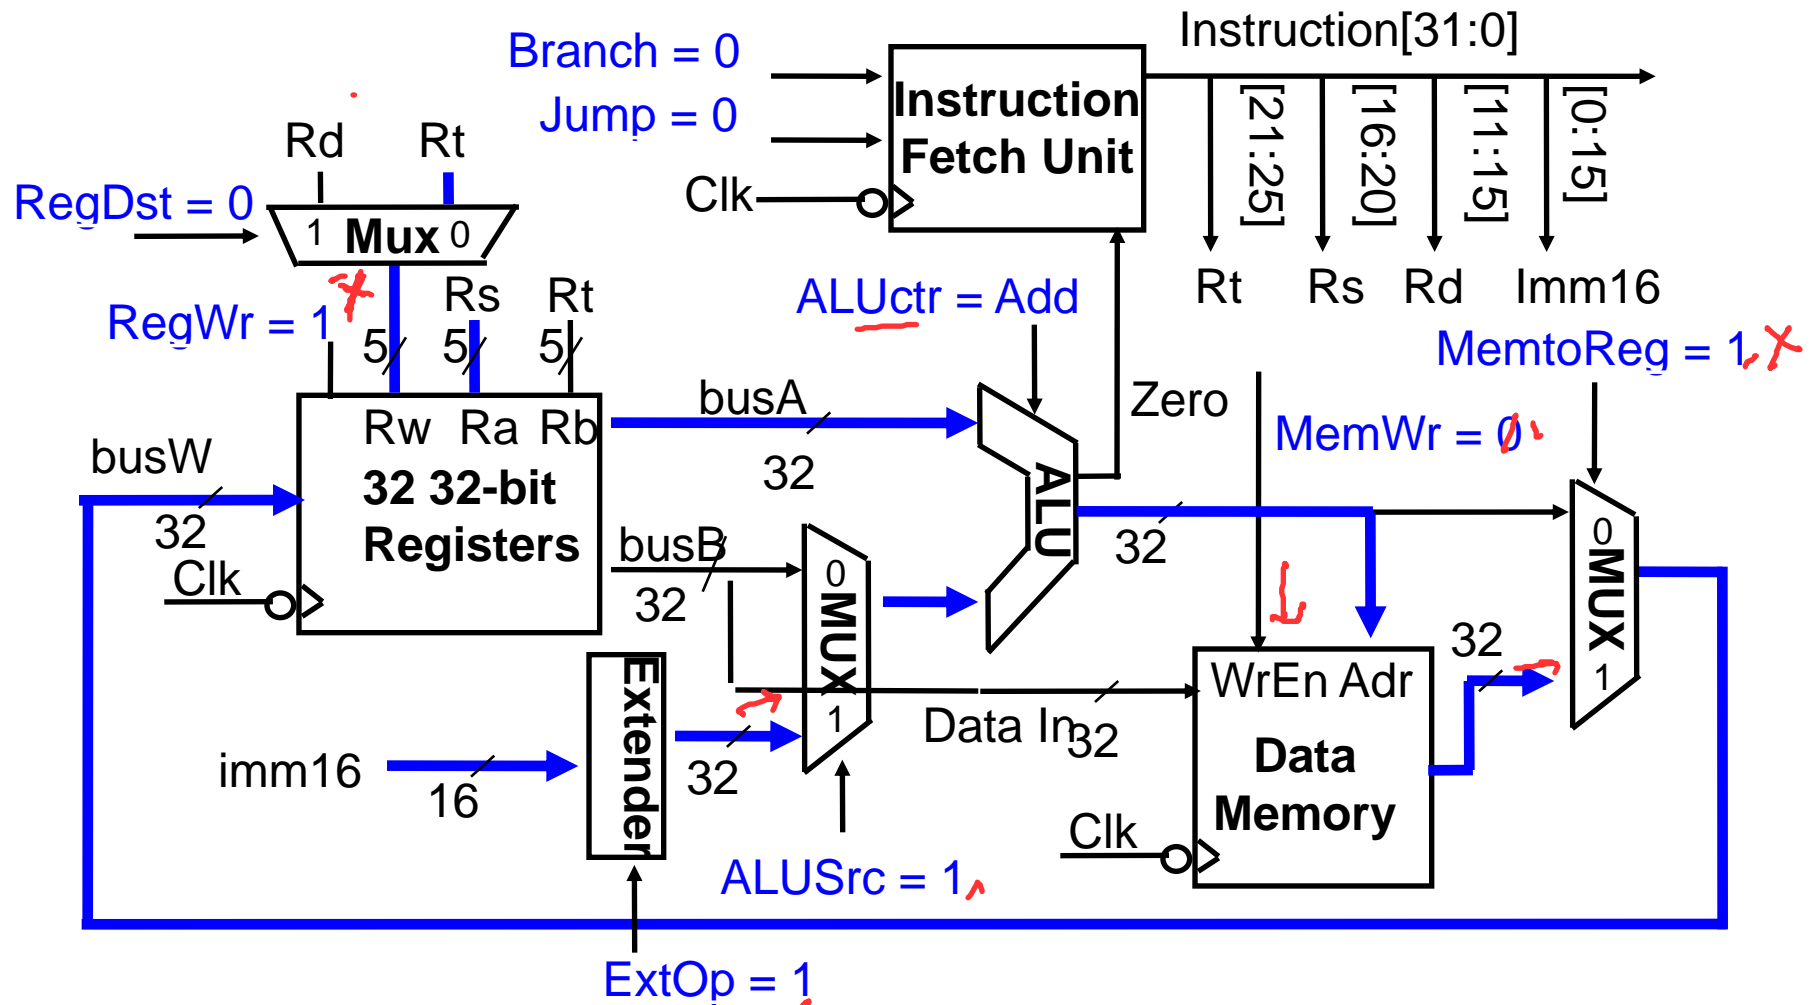 Instruction[31:0]
Branch = 0
Jump = 0
Clk
Instruction
Fetch Unit
[21:25]
[16:20]
[11:15]
[0:15]
Rt
Rs
Rd
Imm16
Rd
Rt
RegDst = 0
1
Mux
0
RegWr = 1
5
Rs
5
Rt
5
ALUctr = Add
Zero
MemtoReg = 1
MemWr = 0
busW
32
Clk
Rw
Ra
Rb
32 32-bit
Registers
busA
32
busB
32
0
MUX
1
ALU
32
imm16
16
Extender
32
ExtOp = 1
ALUSrc = 1
Data In
32
WrEn
Adr
Data
Memory
Clk
32
0
MUX
1